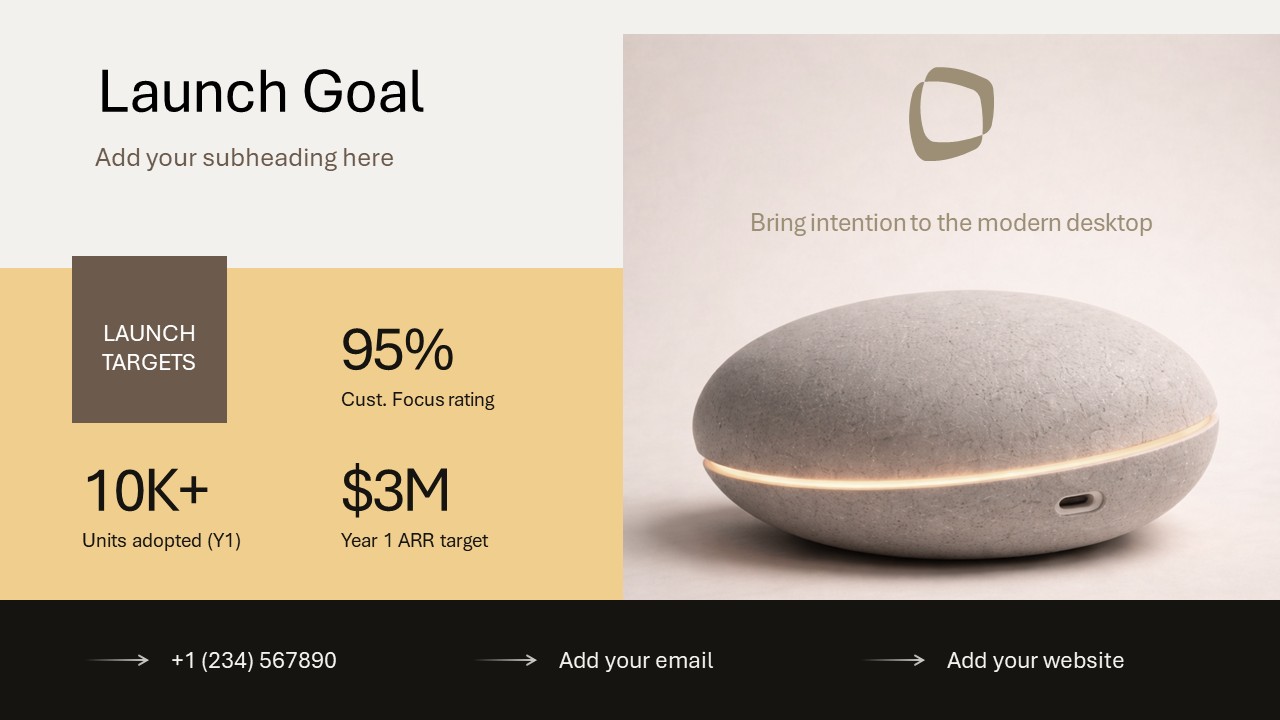 Launch Goal
Add your subheading here
Bring intention to the modern desktop
LAUNCH
TARGETS
95%
Cust. Focus rating
10K+
Units adopted (Y1)
$3M
Year 1 ARR target
+1 (234) 567890
Add your email
Add your website